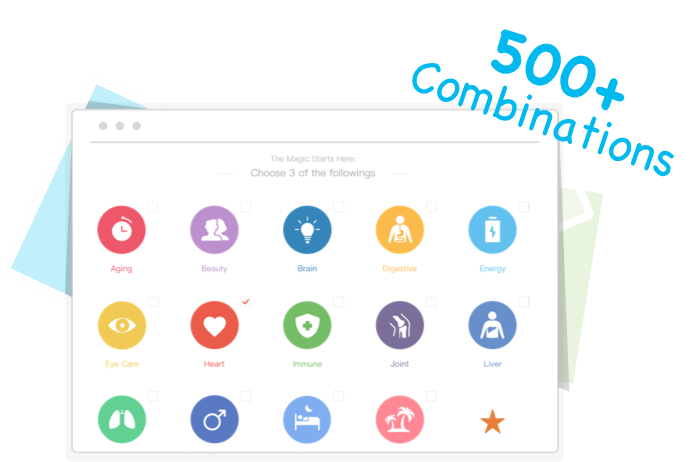 500+
Combinations
The Magic Starts Here:
Choose 3 of the followings
Aging
Beauty
Brain
Digestive
Energy
Eye Care
Heart
Immune
Joint
Liver